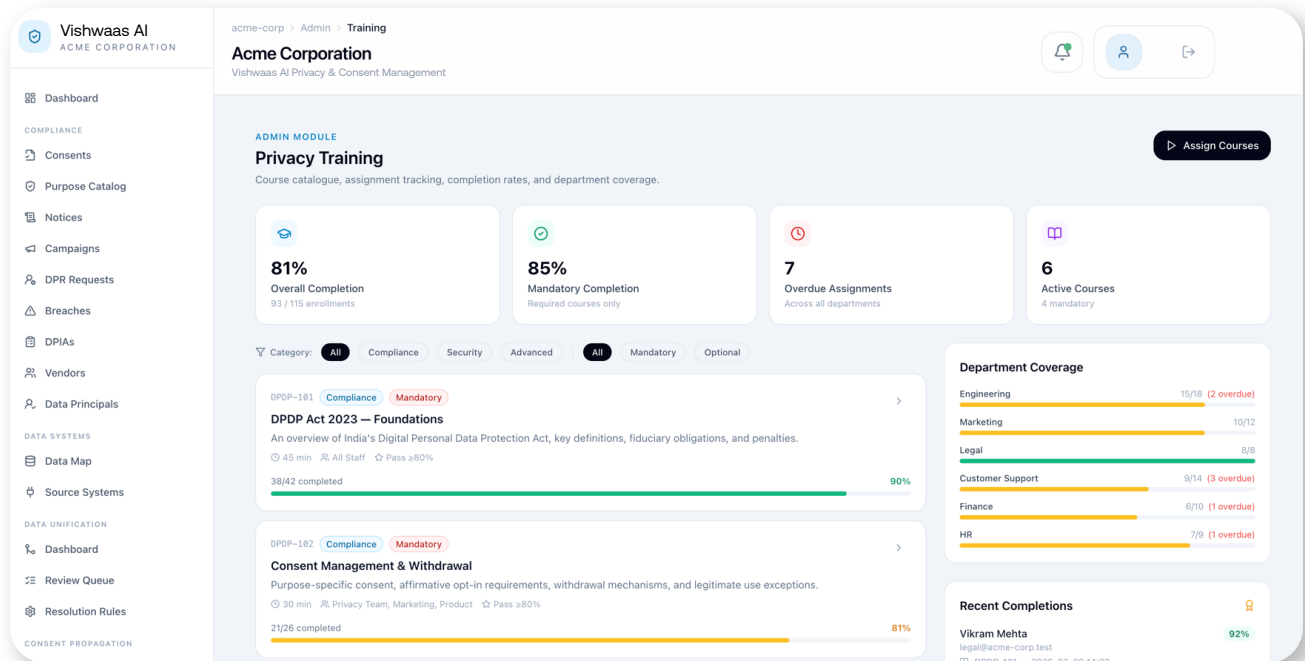 Vishwaas AI
ACME CORPORATION
Dashboard
COMPLIANCE
Consents
Purpose Catalog
Notices
Campaigns
DPR Requests
Breaches
DPIAs
Vendors
Data Principals
DATA SYSTEMS
Data Map
Source Systems
DATA UNIFICATION
Dashboard
Review Queue
Resolution Rules
CONSENT PROPAGATION
acme-corp > Admin > Training
Acme Corporation
Vishwaas AI Privacy & Consent Management
ADMIN MODULE
Privacy Training
Course catalogue, assignment tracking, completion rates, and department coverage.
Assign Courses
81%
Overall Completion
93 / 115 enrollments
85%
Mandatory Completion
Required courses only
7
Overdue Assignments
Across all departments
6
Active Courses
4 mandatory
Category: All Compliance Security Advanced All Mandatory Optional
DPDP-101 Compliance Mandatory
DPDP Act 2023 — Foundations
An overview of India's Digital Personal Data Protection Act, key definitions, fiduciary obligations, and penalties.
45 min All Staff Pass ≥80%
38/42 completed 90%
DPDP-102 Compliance Mandatory
Consent Management & Withdrawal
Purpose-specific consent, affirmative opt-in requirements, withdrawal mechanisms, and legitimate use exceptions.
30 min Privacy Team, Marketing, Product Pass ≥80%
21/26 completed 81%
Department Coverage
Engineering 15/18 (2 overdue)
Marketing 10/12
Legal 8/8
Customer Support 9/14 (3 overdue)
Finance 6/10 (1 overdue)
HR 7/9 (1 overdue)
Recent Completions
Vikram Mehta 92%
legal@acme-corp.test